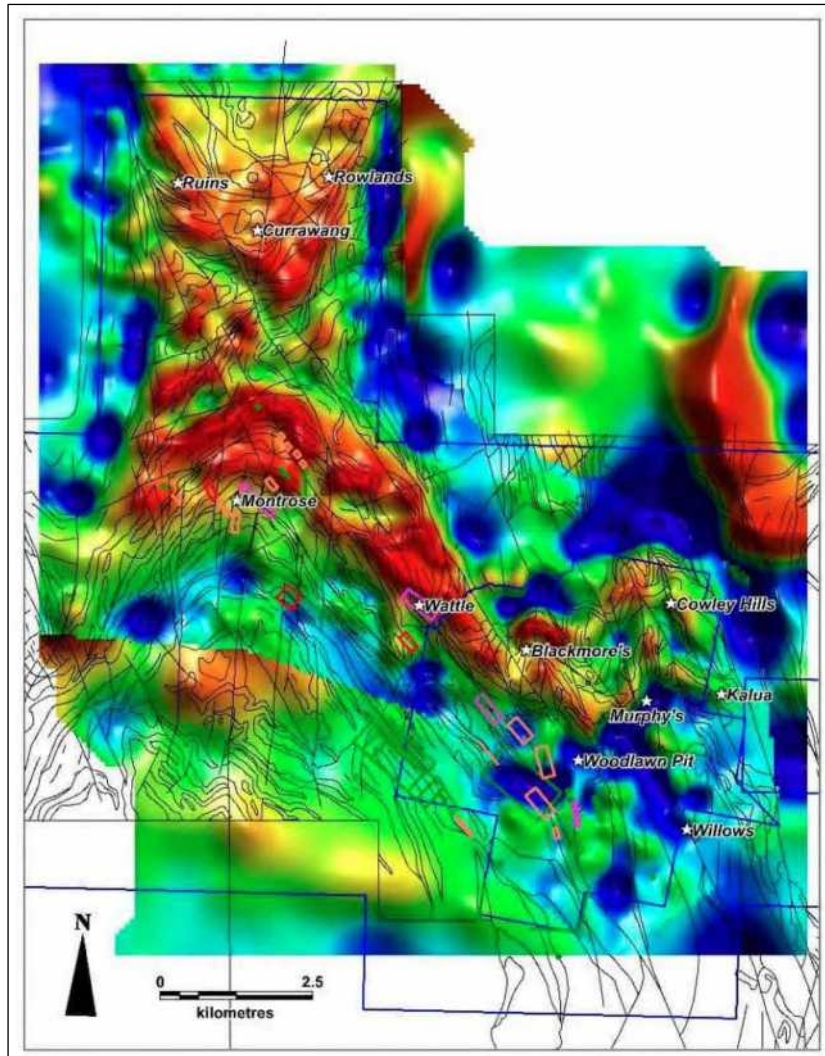 Ruins
Rowlands
Currawang
Montrose
Wattle
Cowley Hills
Blackmore's
Kalua
Murphy's
Woodlawn Pit
Willows
N
0 2.5
kilometres